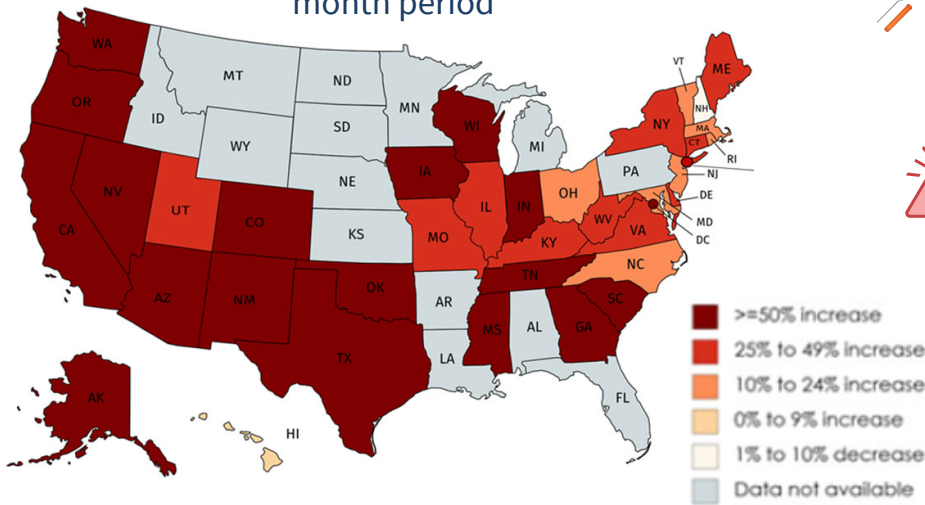 month period
WA
OR
CA
NV
ID
MT
WY
UT
CO
AZ
NM
ND
SD
NE
KS
OK
TX
MN
IA
MO
AR
LA
WI
IL
MS
MI
IN
KY
TN
AL
OH
WV
VA
NC
SC
GA
FL
PA
NY
VT
NH
ME
MA
CT
RI
NJ
DE
MD
DC
AK
HI
>=50% increase
25% to 49% increase
10% to 24% increase
0% to 9% increase
1% to 10% decrease
Data not available